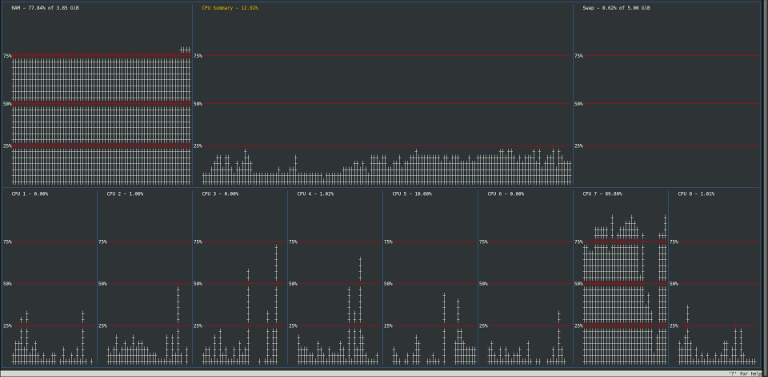 RAM - 77.84% of 3.85 GiB
CPU Summary - 12.92%
Swap - 0.62% of 5.00 GiB
75%
75%
75%
50%
50%
50%
25%
25%
25%
CPU 1 - 0.00%
CPU 2 - 1.00%
CPU 3 - 0.00%
CPU 4 - 1.02%
CPU 5 - 10.00%
CPU 6 - 0.00%
CPU 7 - 89.80%
CPU 8 - 1.01%
75%
75%
75%
75%
75%
75%
75%
75%
50%
50%
50%
50%
50%
50%
50%
50%
25%
25%
25%
25%
25%
25%
25%
25%
'?' for help